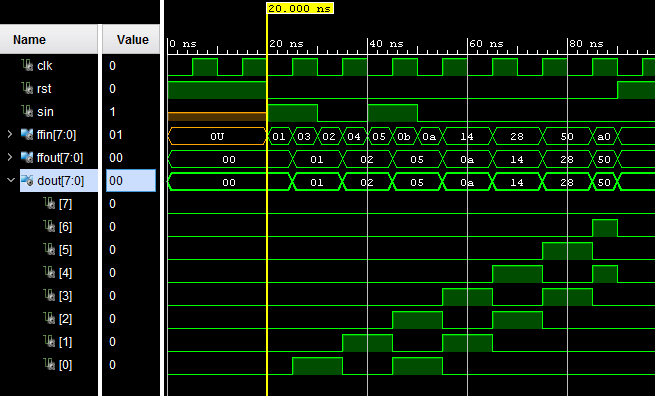 20.000 ns
Name Value
0 ns 20 ns 40 ns 60 ns 80 ns
clk 0
rst 0
sin 1
ffin[7:0] 01 0U 01 03 02 04 05 0b 0a 14 28 50 a0
ffout[7:0] 00 00 01 02 05 0a 14 28 50
dout[7:0] 00 00 01 02 05 0a 14 28 50
[7] 0
[6] 0
[5] 0
[4] 0
[3] 0
[2] 0
[1] 0
[0] 0